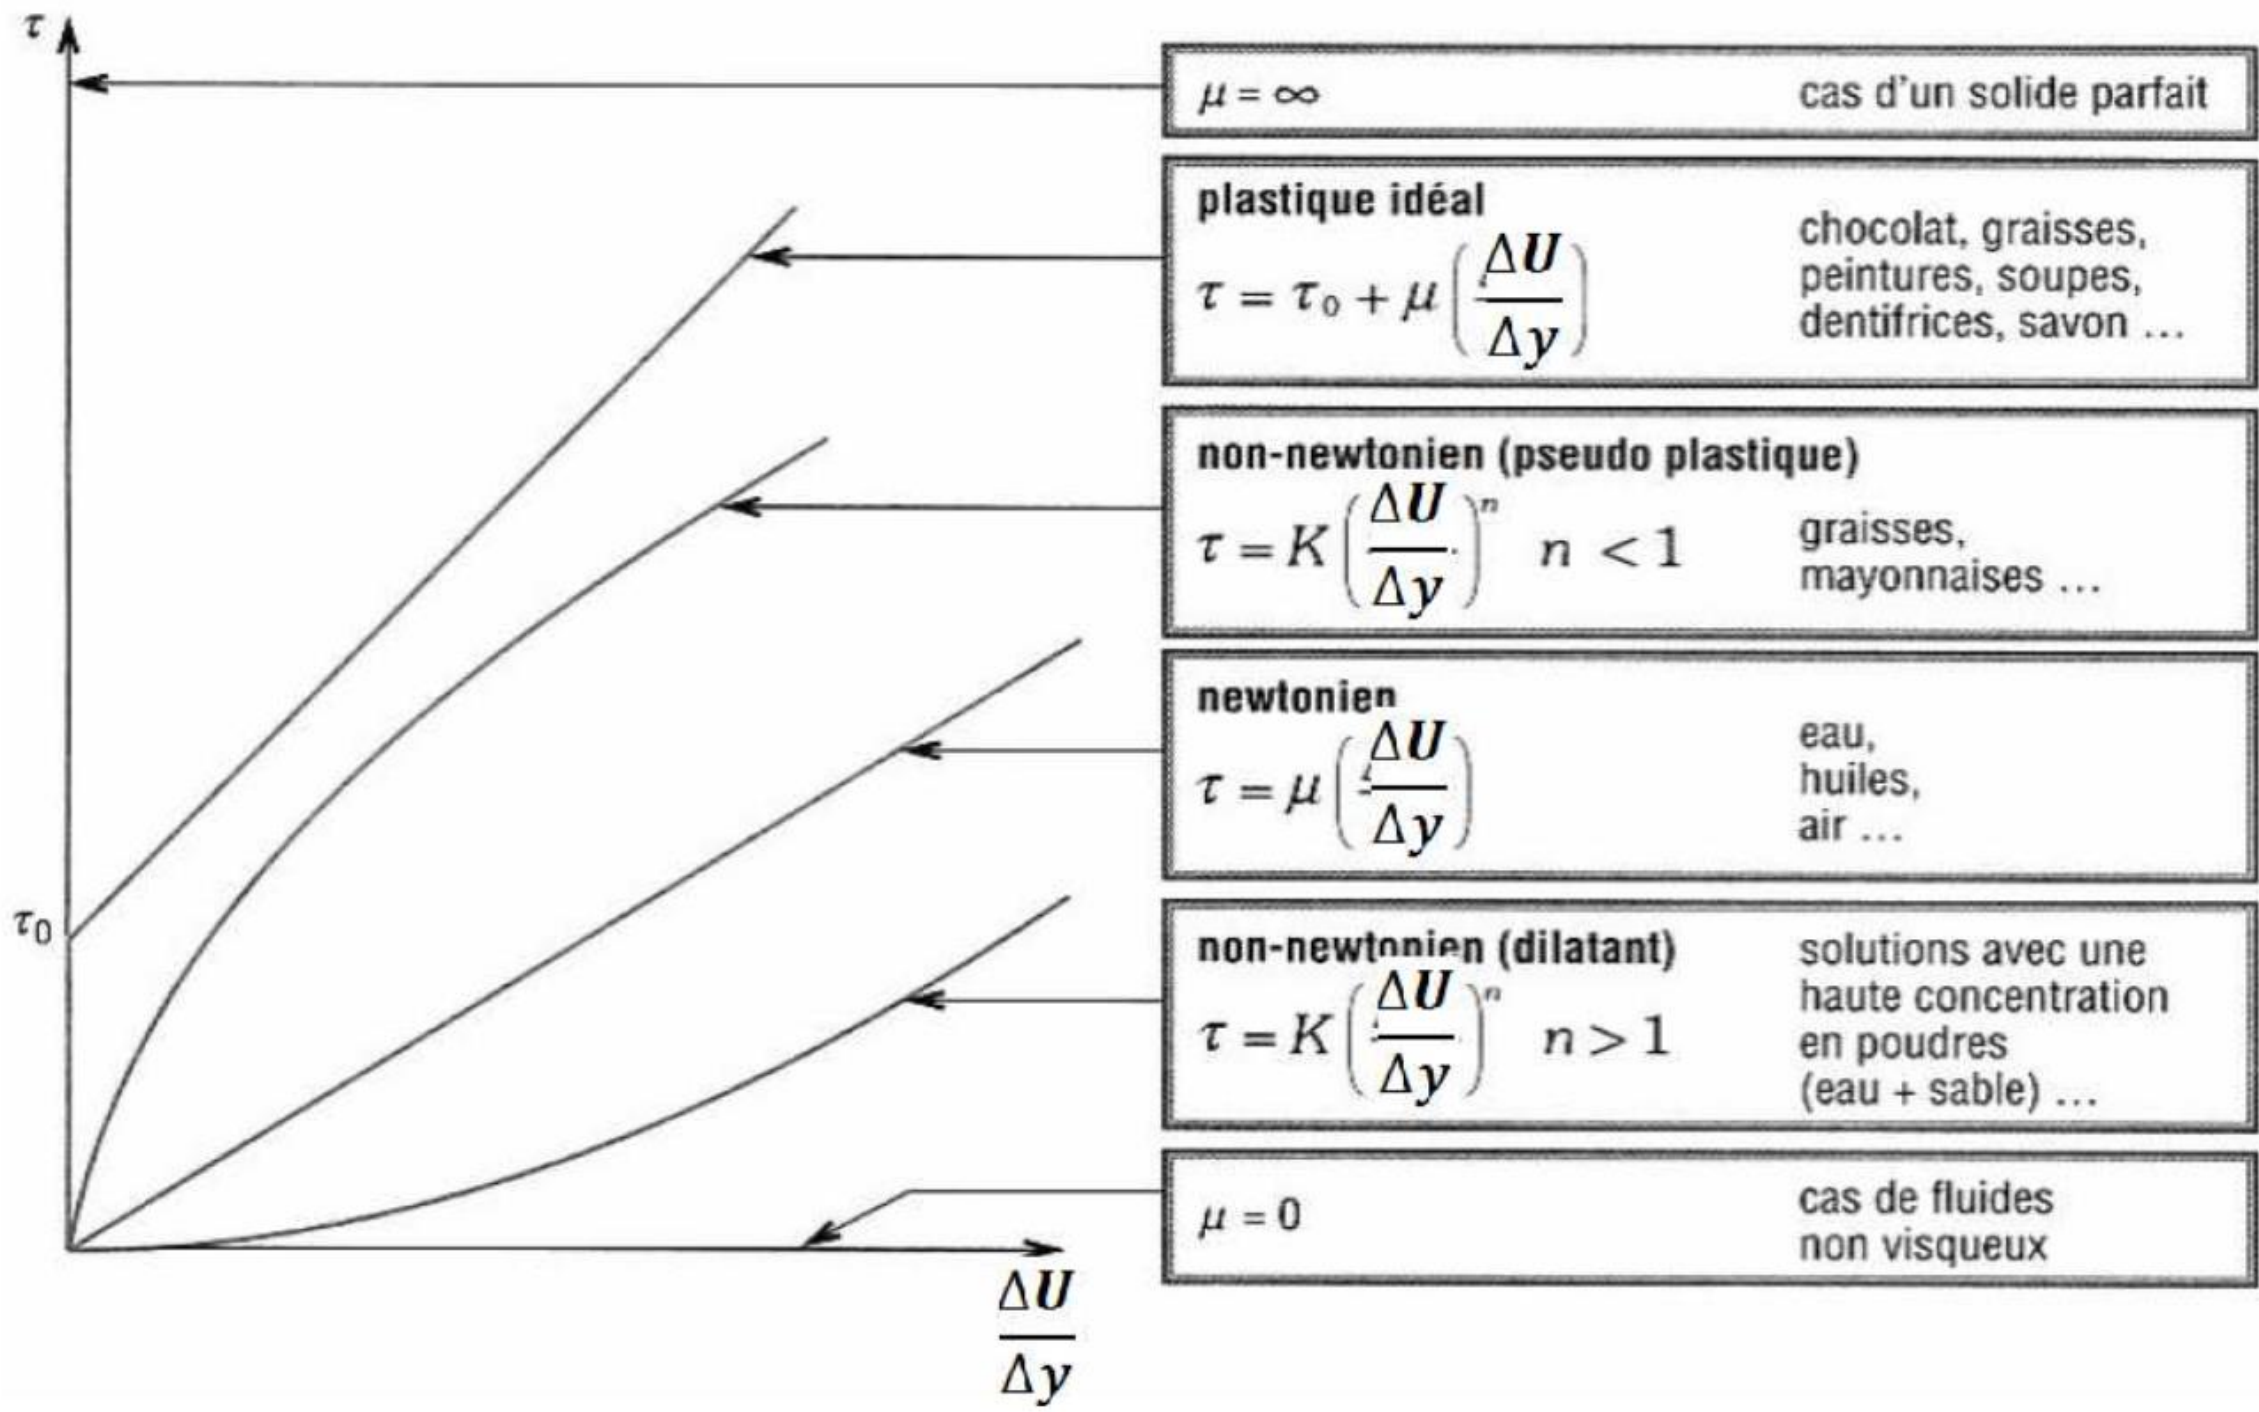 τ
μ = ∞ cas d'un solide parfait
plastique idéal
τ = τ₀ + μ (ΔU / Δy)
chocolat, graisses,
peintures, soupes,
dentifrices, savon ...
non-newtonien (pseudo plastique)
τ = K (ΔU / Δy)ⁿ n < 1
graisses,
mayonnaises ...
newtonien
τ = μ (ΔU / Δy)
eau,
huiles,
air ...
τ₀
non-newtonien (dilatant)
τ = K (ΔU / Δy)ⁿ n > 1
solutions avec une
haute concentration
en poudres
(eau + sable) ...
μ = 0
cas de fluides
non visqueux
ΔU
Δy